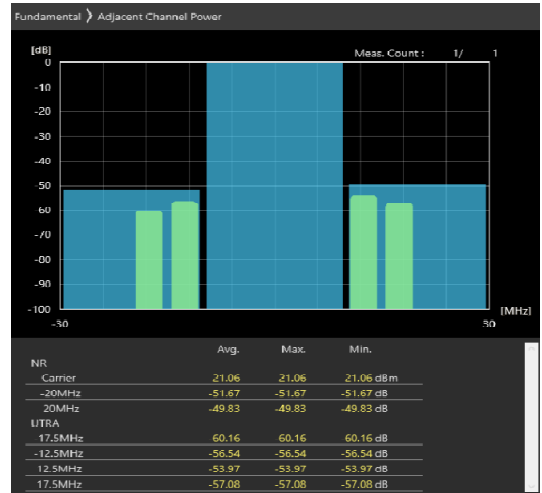 Fundamental ❯ Adjacent Channel Power
[dB]
Meas. Count : 1/ 1
0
-10
-20
-30
-40
-50
60
-70
-80
-90
-100
[MHz]
-30 30
Avg. Max. Min.
NR
Carrier 21.06 21.06 21.06 dBm
-20MHz -51.67 -51.67 -51.67 dB
20MHz -49.83 -49.83 -49.83 dB
UTRA
17.5MHz 60.16 60.16 60.16 dB
-12.5MHz -56.54 -56.54 -56.54 dB
12.5MHz -53.97 -53.97 -53.97 dB
17.5MHz -57.08 -57.08 -57.08 dB